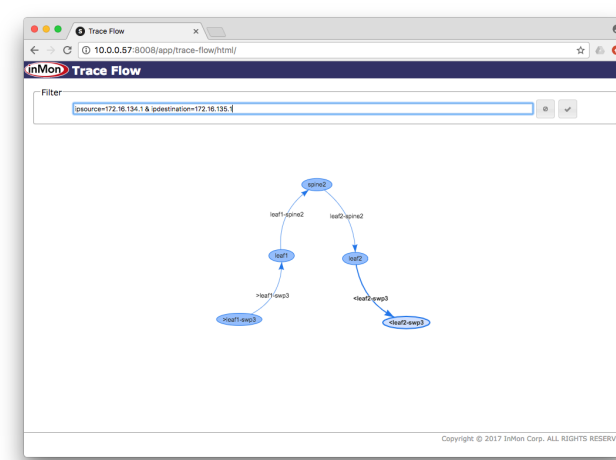 Trace Flow
10.0.0.57:8008/app/trace-flow/html/
inMon Trace Flow
Filter
ipsource=172.16.134.1 & ipdestination=172.16.135.1
spine2
leaf1-spine2
leaf2-spine2
leaf1
leaf2
>leaf1-swp3
<leaf2-swp3
>leaf1-swp3
<leaf2-swp3
Copyright © 2017 InMon Corp. ALL RIGHTS RESERV